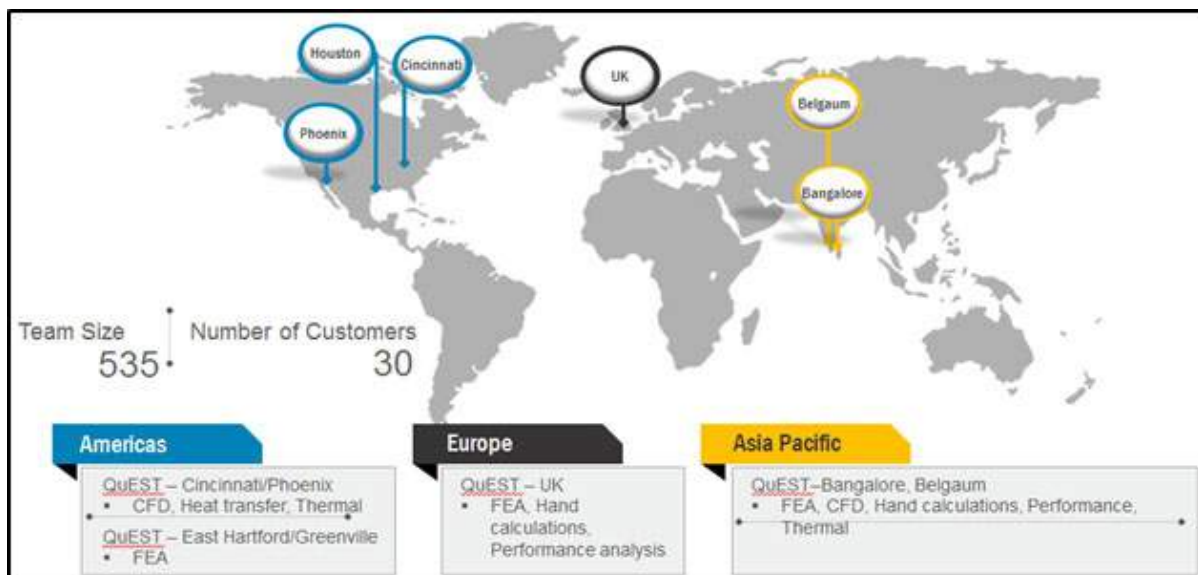 Houston
Cincinnati
UK
Belgaum
Phoenix
Bangalore
Team Size
535
Number of Customers
30
Americas
QuEST – Cincinnati/Phoenix
• CFD, Heat transfer, Thermal
QuEST – East Hartford/Greenville
• FEA
Europe
QuEST – UK
• FEA, Hand
calculations,
Performance analysis
Asia Pacific
QuEST–Bangalore, Belgaum
• FEA, CFD, Hand calculations, Performance,
Thermal